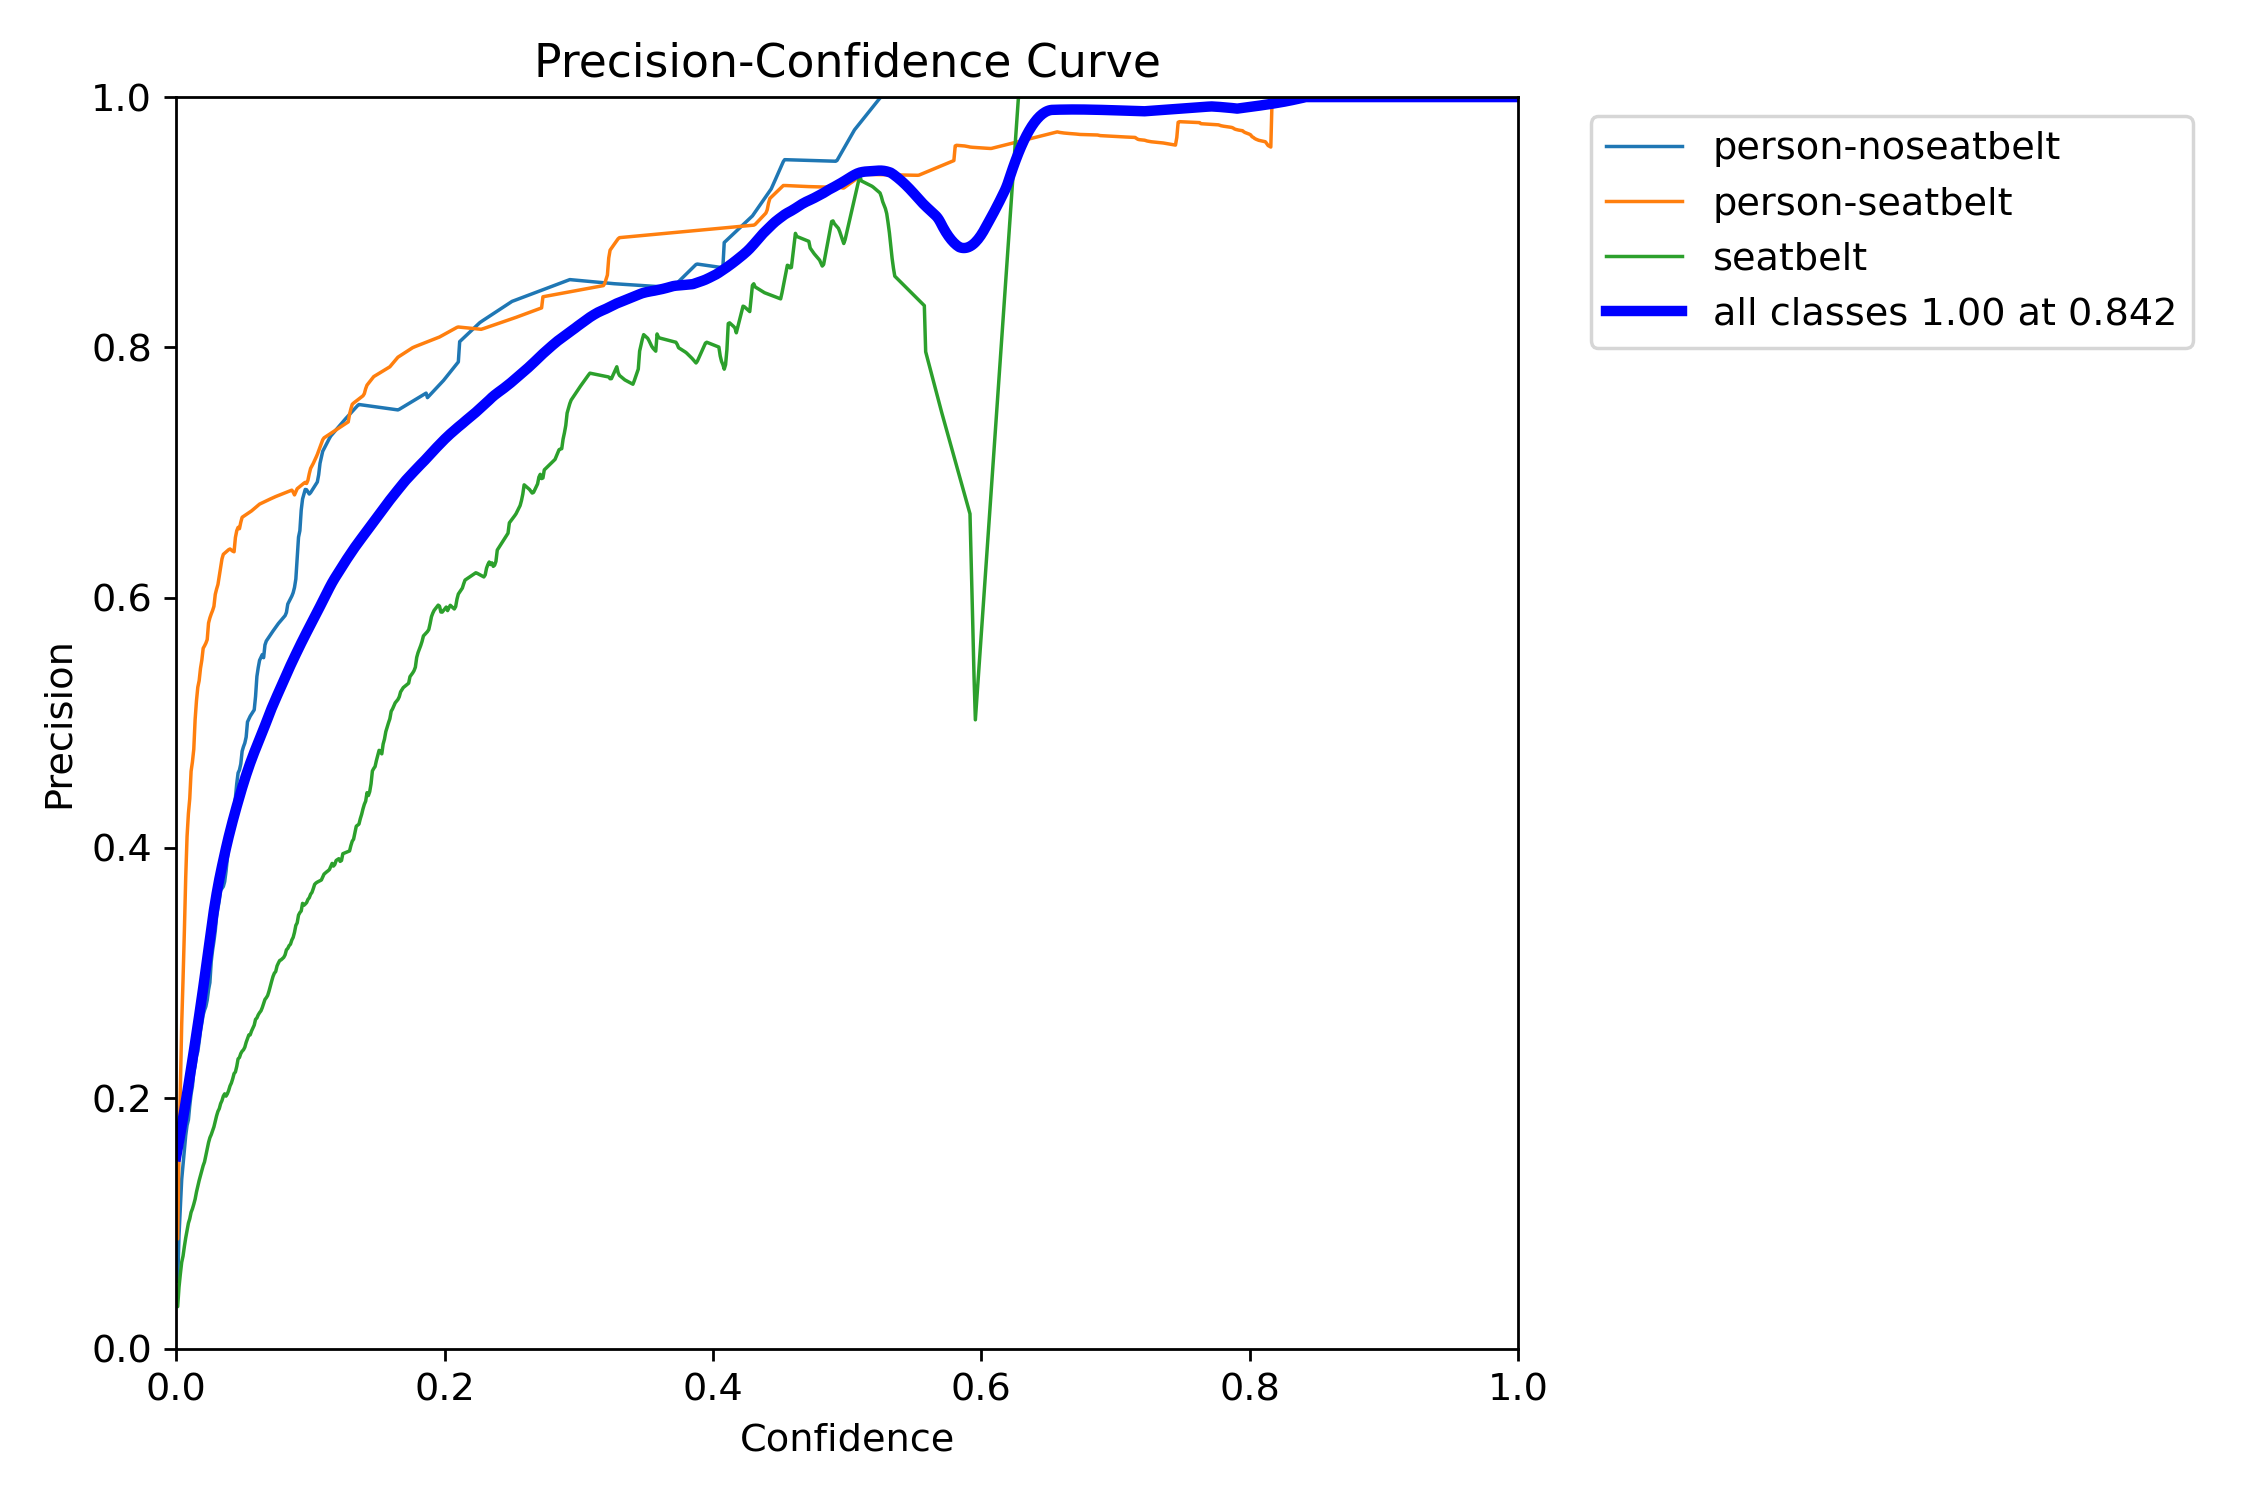 Precision-Confidence Curve
1.0
0.8
0.6
0.4
0.2
0.0
Precision
0.0 0.2 0.4 0.6 0.8 1.0
Confidence
person-noseatbelt
person-seatbelt
seatbelt
all classes 1.00 at 0.842